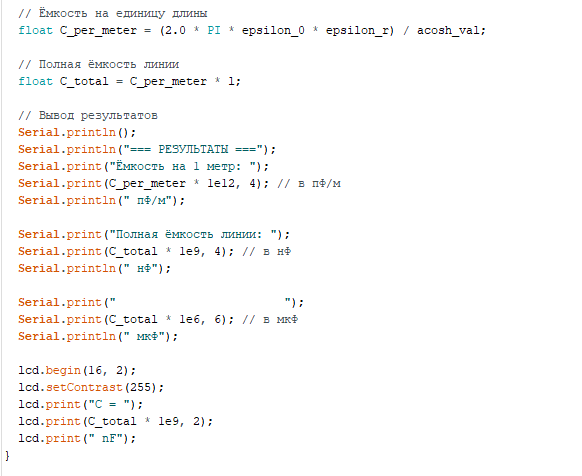 // Ёмкость на единицу длины
float C_per_meter = (2.0 * PI * epsilon_0 * epsilon_r) / acosh_val;
// Полная ёмкость линии
float C_total = C_per_meter * l;
// Вывод результатов
Serial.println();
Serial.println("=== РЕЗУЛЬТАТЫ ===");
Serial.print("Ёмкость на 1 метр: ");
Serial.print(C_per_meter * 1e12, 4); // в пФ/м
Serial.println(" пФ/м");
Serial.print("Полная ёмкость линии: ");
Serial.print(C_total * 1e9, 4); // в нФ
Serial.println(" нФ");
Serial.print("                        ");
Serial.print(C_total * 1e6, 6); // в мкФ
Serial.println(" мкФ");
lcd.begin(16, 2);
lcd.setContrast(255);
lcd.print("C = ");
lcd.print(C_total * 1e9, 2);
lcd.print(" nF");
}